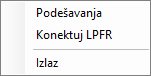 Podešavanja
Konektuj LPFR
Izlaz